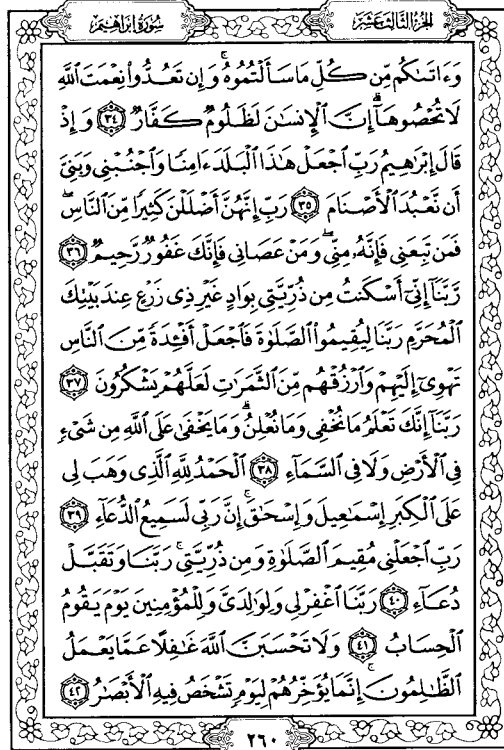 الجزء الثالث عشر
سورة إبراهيم
وَءَاتَىٰكُم مِّن كُلِّ مَا سَأَلْتُمُوهُۚ وَإِن تَعُدُّوا۟ نِعْمَتَ ٱللَّهِ
لَا تُحْصُوهَآۗ إِنَّ ٱلْإِنسَٰنَ لَظَلُومٌ كَفَّارٌ ٣٤ وَإِذْ
قَالَ إِبْرَٰهِيمُ رَبِّ ٱجْعَلْ هَٰذَا ٱلْبَلَدَ ءَامِنًا وَٱجْنُبْنِى وَبَنِىَّ
أَن نَّعْبُدَ ٱلْأَصْنَامَ ٣٥ رَبِّ إِنَّهُنَّ أَضْلَلْنَ كَثِيرًا مِّنَ ٱلنَّاسِۖ
فَمَن تَبِعَنِى فَإِنَّهُۥ مِنِّىۖ وَمَنْ عَصَانِى فَإِنَّكَ غَفُورٌ رَّحِيمٌ ٣٦
رَّبَّنَآ إِنِّىٓ أَسْكَنتُ مِن ذُرِّيَّتِى بِوَادٍ غَيْرِ ذِى زَرْعٍ عِندَ بَيْتِكَ
ٱلْمُحَرَّمِ رَبَّنَا لِيُقِيمُوا۟ ٱلصَّلَوٰةَ فَٱجْعَلْ أَفْـِٔدَةً مِّنَ ٱلنَّاسِ
تَهْوِىٓ إِلَيْهِمْ وَٱرْزُقْهُم مِّنَ ٱلثَّمَرَٰتِ لَعَلَّهُمْ يَشْكُرُونَ ٣٧
رَبَّنَآ إِنَّكَ تَعْلَمُ مَا نُخْفِى وَمَا نُعْلِنُۗ وَمَا يَخْفَىٰ عَلَى ٱللَّهِ مِن شَىْءٍ
فِى ٱلْأَرْضِ وَلَا فِى ٱلسَّمَآءِ ٣٨ ٱلْحَمْدُ لِلَّهِ ٱلَّذِى وَهَبَ لِى
عَلَى ٱلْكِبَرِ إِسْمَٰعِيلَ وَإِسْحَٰقَۚ إِنَّ رَبِّى لَسَمِيعُ ٱلدُّعَآءِ ٣٩
رَبِّ ٱجْعَلْنِى مُقِيمَ ٱلصَّلَوٰةِ وَمِن ذُرِّيَّتِىۚ رَبَّنَا وَتَقَبَّلْ
دُعَآءِ ٤٠ رَبَّنَا ٱغْفِرْ لِى وَلِوَٰلِدَىَّ وَلِلْمُؤْمِنِينَ يَوْمَ يَقُومُ
ٱلْحِسَابُ ٤١ وَلَا تَحْسَبَنَّ ٱللَّهَ غَٰفِلًا عَمَّا يَعْمَلُ
ٱلظَّٰلِمُونَۚ إِنَّمَا يُؤَخِّرُهُمْ لِيَوْمٍ تَشْخَصُ فِيهِ ٱلْأَبْصَٰرُ ٤٢
٢٦٠